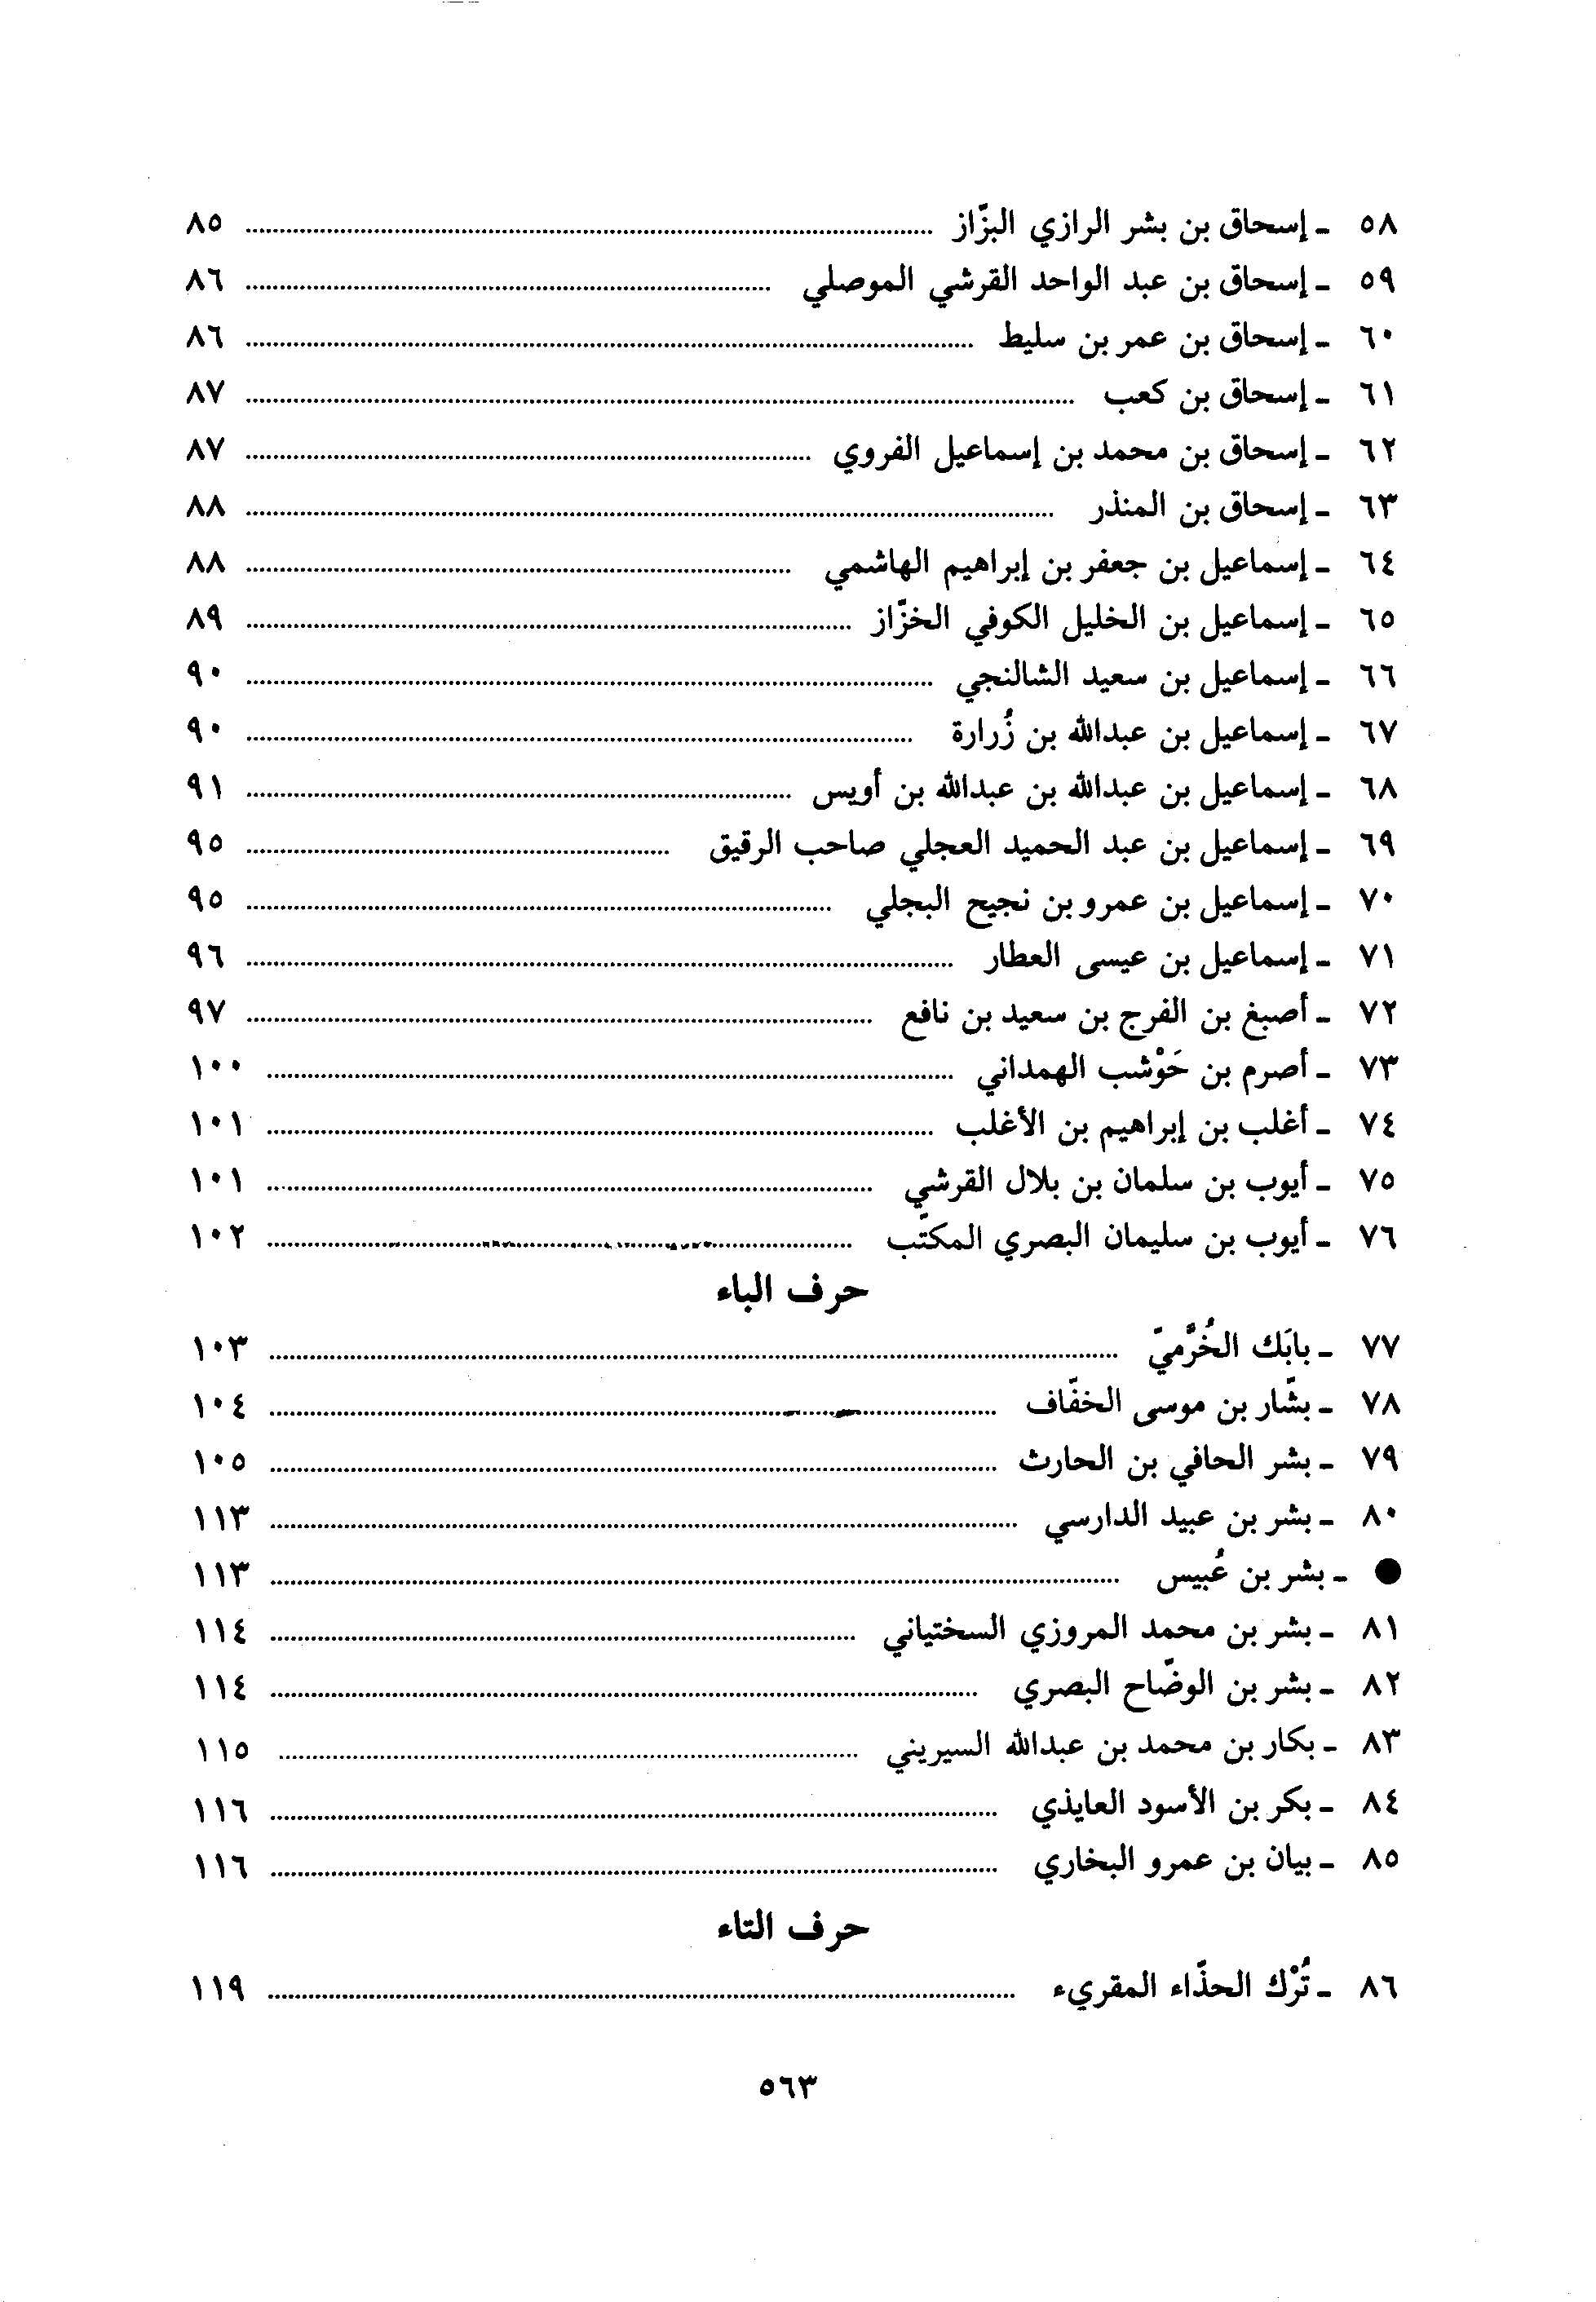 ٥٨ - إسحاق بن بشر الرازي البزّاز ........ ٨٥
٥٩ - إسحاق بن عبد الواحد القرشي الموصلي ........ ٨٦
٦٠ - إسحاق بن عمر بن سليط ........ ٨٦
٦١ - إسحاق بن كعب ........ ٨٧
٦٢ - إسحاق بن محمد بن إسماعيل الفروي ........ ٨٧
٦٣ - إسحاق بن المنذر ........ ٨٨
٦٤ - إسماعيل بن جعفر بن إبراهيم الهاشمي ........ ٨٨
٦٥ - إسماعيل بن الخليل الكوفي الخزّاز ........ ٨٩
٦٦ - إسماعيل بن سعيد الشالنجي ........ ٩٠
٦٧ - إسماعيل بن عبدالله بن زُرارة ........ ٩٠
٦٨ - إسماعيل بن عبدالله بن عبدالله بن أويس ........ ٩١
٦٩ - إسماعيل بن عبد الحميد العجلي صاحب الرقيق ........ ٩٥
٧٠ - إسماعيل بن عمرو بن نجيح البجلي ........ ٩٥
٧١ - إسماعيل بن عيسى العطار ........ ٩٦
٧٢ - أصبغ بن الفرج بن سعيد بن نافع ........ ٩٧
٧٣ - أصرم بن حَوْشب الهمداني ........ ١٠٠
٧٤ - أغلب بن إبراهيم بن الأغلب ........ ١٠١
٧٥ - أيوب بن سلمان بن بلال القرشي ........ ١٠١
٧٦ - أيوب بن سليمان البصري المكتّب ........ ١٠٢
حرف الباء
٧٧ - بابَك الخُرَّميّ ........ ١٠٣
٧٨ - بشّار بن موسى الخفّاف ........ ١٠٤
٧٩ - بشر الحافي بن الحارث ........ ١٠٥
٨٠ - بشر بن عبيد الدارسي ........ ١١٣
● - بشر بن عُبيس ........ ١١٣
٨١ - بشر بن محمد المروزي السختياني ........ ١١٤
٨٢ - بشر بن الوضّاح البصري ........ ١١٤
٨٣ - بكار بن محمد بن عبدالله السيريني ........ ١١٥
٨٤ - بكر بن الأسود العايذي ........ ١١٦
٨٥ - بيان بن عمرو البخاري ........ ١١٦
حرف التاء
٨٦ - تُرْك الحذّاء المقريء ........ ١١٩
٥٦٣